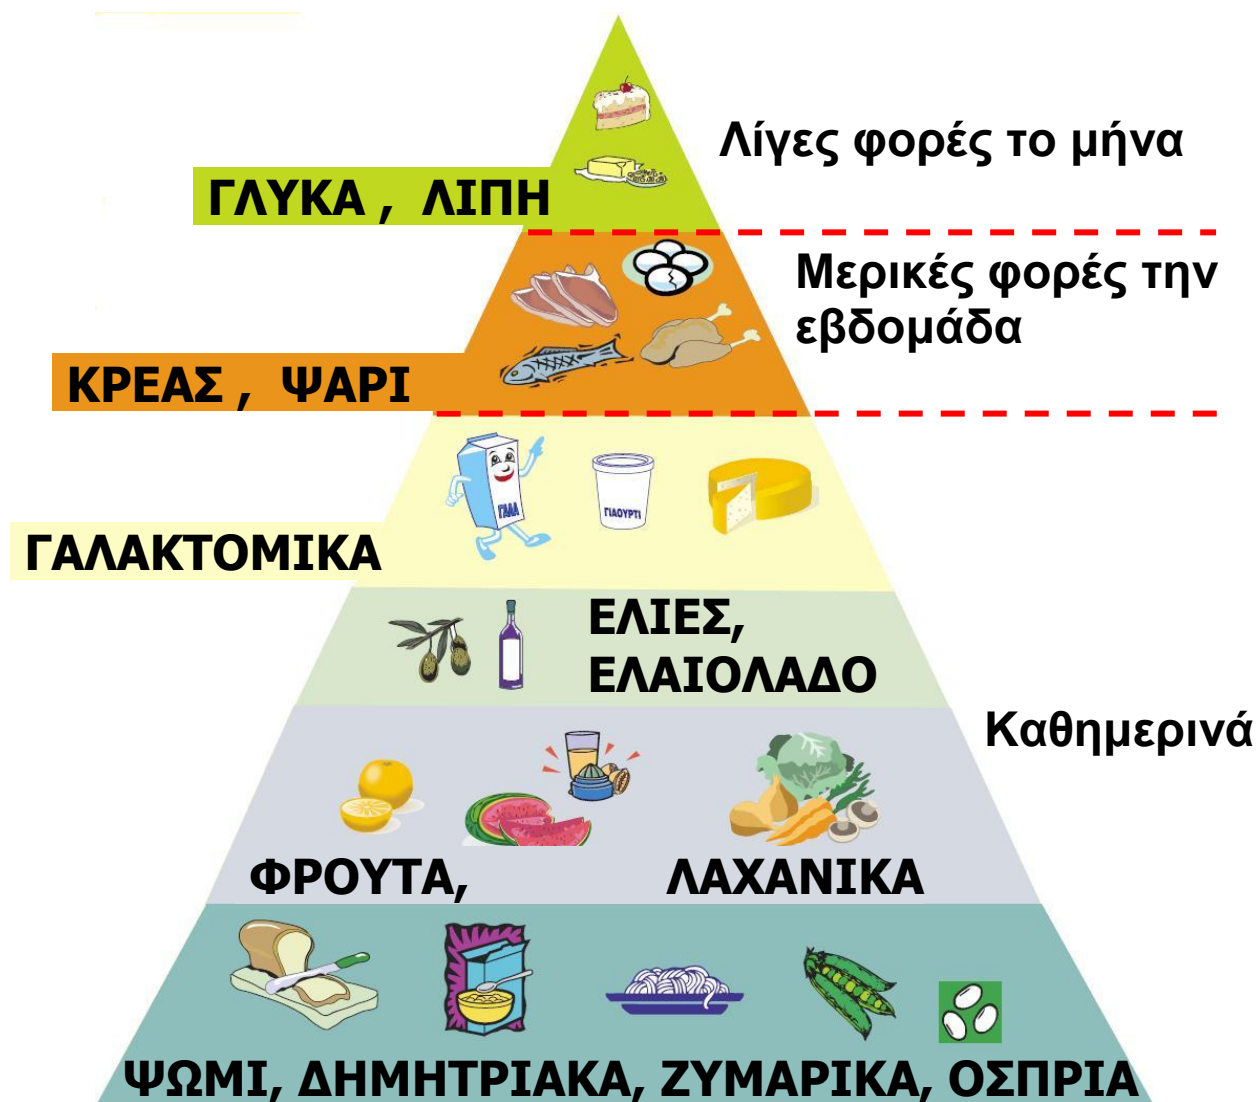 Λίγες φορές το μήνα
ΓΛΥΚΑ , ΛΙΠΗ
Μερικές φορές την
εβδομάδα
ΚΡΕΑΣ , ΨΑΡΙ
ΓΑΛΑ
ΓΙΑΟΥΡΤΙ
ΓΑΛΑΚΤΟΜΙΚΑ
ΕΛΙΕΣ,
ΕΛΑΙΟΛΑΔΟ
Καθημερινά
ΦΡΟΥΤΑ, ΛΑΧΑΝΙΚΑ
ΨΩΜΙ, ΔΗΜΗΤΡΙΑΚΑ, ΖΥΜΑΡΙΚΑ, ΟΣΠΡΙΑ